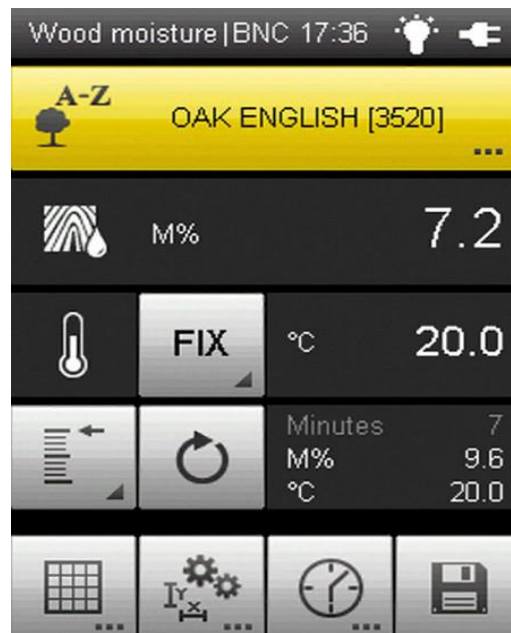 Wood moisture|BNC 17:36
A-Z
OAK ENGLISH [3520]
M% 7.2
FIX °C 20.0
Minutes 7
M% 9.6
°C 20.0